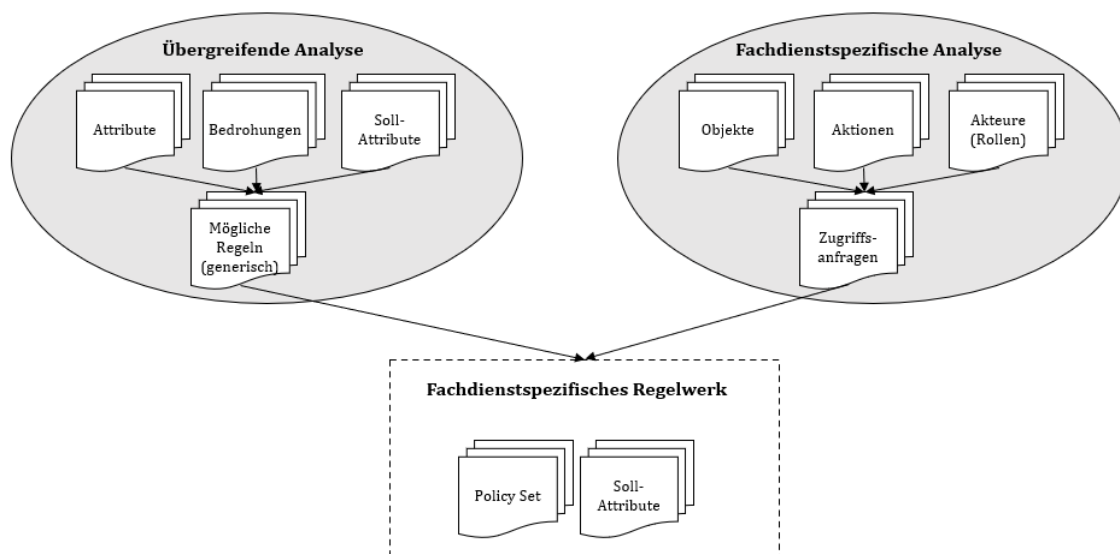 Übergreifende Analyse
Attribute
Bedrohungen
Soll-
Attribute
Mögliche
Regeln
(generisch)
Fachdienstspezifische Analyse
Objekte
Aktionen
Akteure
(Rollen)
Zugriffs-
anfragen
Fachdienstspezifisches Regelwerk
Policy Set
Soll-
Attribute